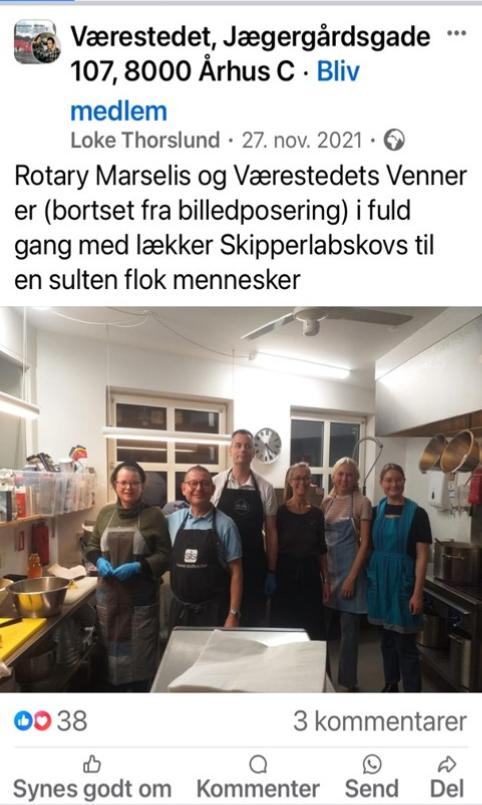 Værestedet, Jægergårdsgade
107, 8000 Århus C · Bliv
medlem
Loke Thorslund · 27. nov. 2021 ·
Rotary Marselis og Værestedets Venner
er (bortset fra billedposering) i fuld
gang med lækker Skipperlabskovs til
en sulten flok mennesker
38
3 kommentarer
Synes godt om
Kommenter
Send
Del